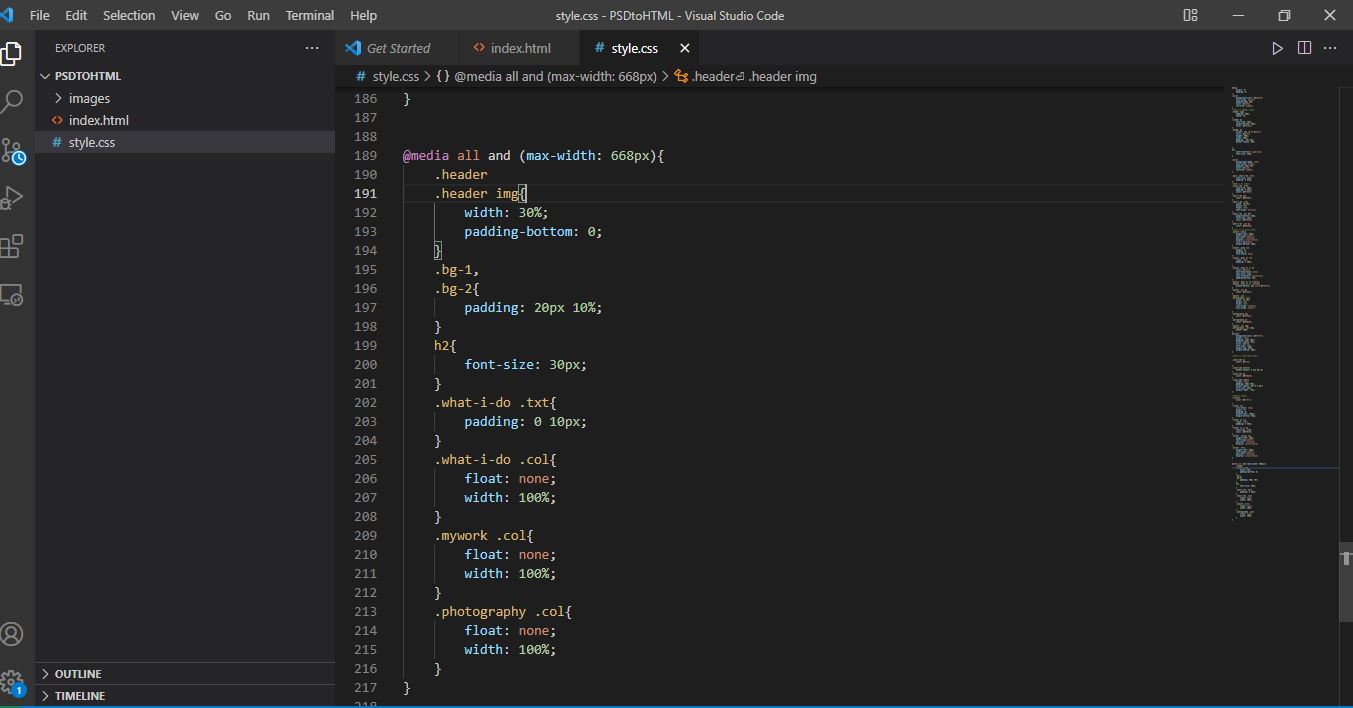 File Edit Selection View Go Run Terminal Help style.css - PSDtoHTML - Visual Studio Code
EXPLORER ···
PSDTOHTML
images
index.html
# style.css
OUTLINE
TIMELINE
1
Get Started <> index.html # style.css
# style.css > {} @media all and (max-width: 668px) > .header⏎ .header img
186 }
187
188
189 @media all and (max-width: 668px){
190 .header
191 .header img{
192 width: 30%;
193 padding-bottom: 0;
194 }
195 .bg-1,
196 .bg-2{
197 padding: 20px 10%;
198 }
199 h2{
200 font-size: 30px;
201 }
202 .what-i-do .txt{
203 padding: 0 10px;
204 }
205 .what-i-do .col{
206 float: none;
207 width: 100%;
208 }
209 .mywork .col{
210 float: none;
211 width: 100%;
212 }
213 .photography .col{
214 float: none;
215 width: 100%;
216 }
217 }
218